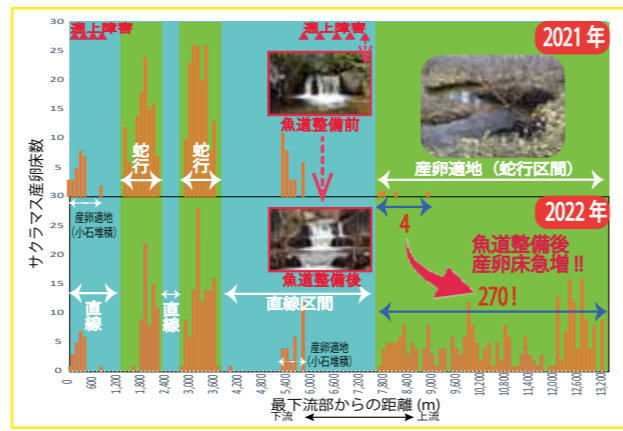 遡上障害
遡上障害
2021年
30
25
20
15
10
5
30
25
20
15
10
5
0
サクラマス産卵床数
蛇行
蛇行
魚道整備前
産卵適地（蛇行区間）
産卵適地
（小石堆積）
4
2022年
魚道整備後
産卵床急増!!
270!
魚道整備後
直線
直線
直線区間
産卵適地
（小石堆積）
0
600
1,200
1,800
2,400
3,000
3,600
4,200
4,800
5,400
6,000
6,600
7,200
7,800
8,400
9,000
9,600
10,200
10,800
11,400
12,000
12,600
13,200
最下流部からの距離 (m)
下流 上流